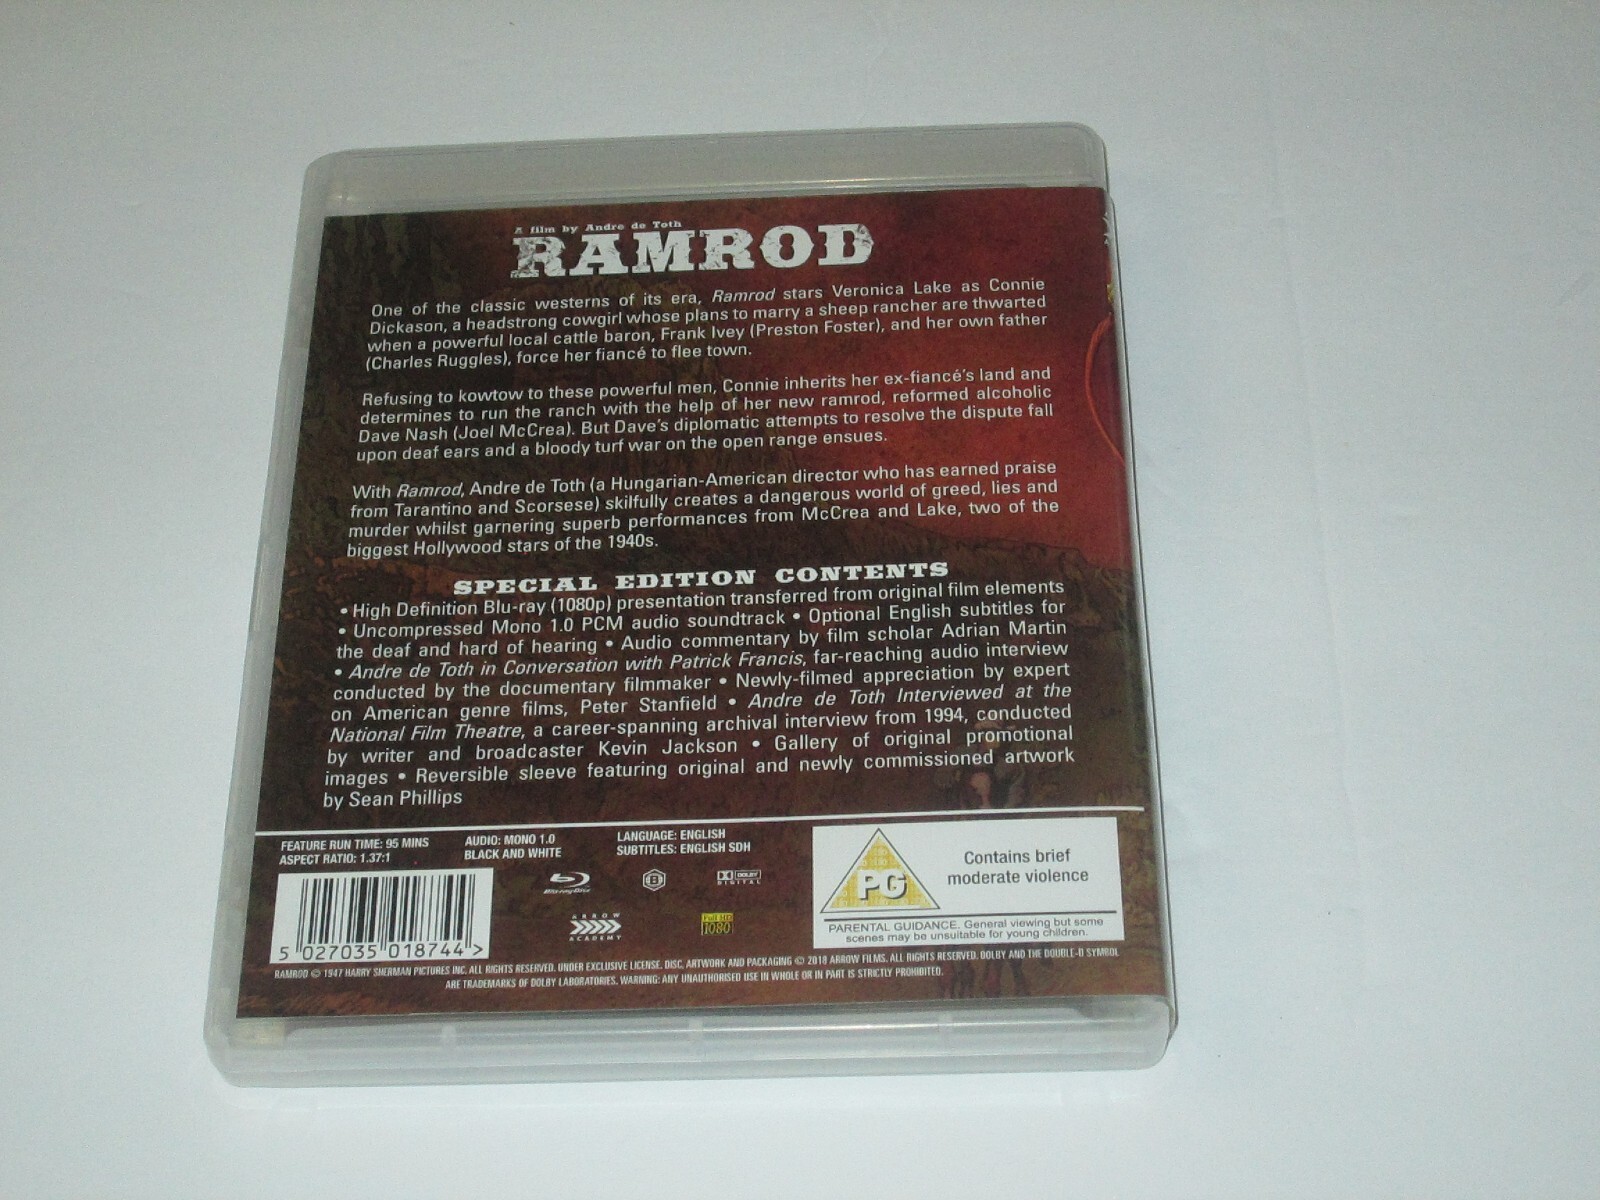 A film by Andre de Toth
RAMROD
One of the classic westerns of its era, Ramrod stars Veronica Lake as Connie
Dickason, a headstrong cowgirl whose plans to marry a sheep rancher are thwarted
when a powerful local cattle baron, Frank Ivey (Preston Foster), and her own father
(Charles Ruggles), force her fiancé to flee town.
Refusing to kowtow to these powerful men, Connie inherits her ex-fiancé's land and
determines to run the ranch with the help of her new ramrod, reformed alcoholic
Dave Nash (Joel McCrea). But Dave's diplomatic attempts to resolve the dispute fall
upon deaf ears and a bloody turf war on the open range ensues.
With Ramrod, Andre de Toth (a Hungarian-American director who has earned praise
from Tarantino and Scorsese) skilfully creates a dangerous world of greed, lies and
murder whilst garnering superb performances from McCrea and Lake, two of the
biggest Hollywood stars of the 1940s.
SPECIAL EDITION CONTENTS
• High Definition Blu-ray (1080p) presentation transferred from original film elements
• Uncompressed Mono 1.0 PCM audio soundtrack • Optional English subtitles for
the deaf and hard of hearing • Audio commentary by film scholar Adrian Martin
• Andre de Toth in Conversation with Patrick Francis, far-reaching audio interview
conducted by the documentary filmmaker • Newly-filmed appreciation by expert
on American genre films, Peter Stanfield • Andre de Toth Interviewed at the
National Film Theatre, a career-spanning archival interview from 1994, conducted
by writer and broadcaster Kevin Jackson • Gallery of original promotional
images • Reversible sleeve featuring original and newly commissioned artwork
by Sean Phillips
FEATURE RUN TIME: 95 MINS
ASPECT RATIO: 1.37:1
AUDIO: MONO 1.0
BLACK AND WHITE
LANGUAGE: ENGLISH
SUBTITLES: ENGLISH SDH
Blu-ray Disc
B
DOLBY
DIGITAL
ARROW
ACADEMY
Full HD
1080
5 027035 018744 >
PG
Contains brief
moderate violence
PARENTAL GUIDANCE. General viewing but some
scenes may be unsuitable for young children.
RAMROD © 1947 HARRY SHERMAN PICTURES INC. ALL RIGHTS RESERVED. UNDER EXCLUSIVE LICENSE. DISC, ARTWORK AND PACKAGING © 2018 ARROW FILMS. ALL RIGHTS RESERVED. DOLBY AND THE DOUBLE-D SYMBOL
ARE TRADEMARKS OF DOLBY LABORATORIES. WARNING: ANY UNAUTHORISED USE IN WHOLE OR IN PART IS STRICTLY PROHIBITED.